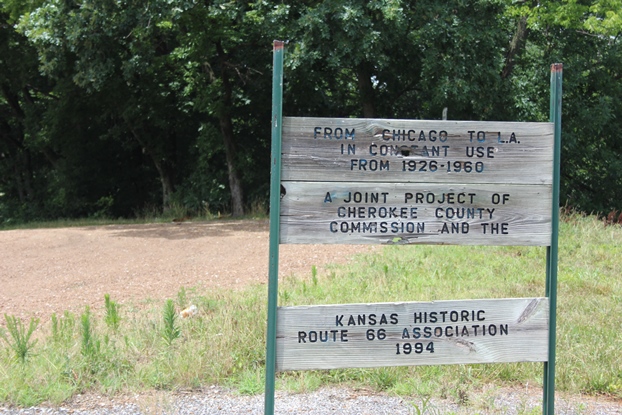 FROM CHICAGO TO L.A.
IN CONSTANT USE
FROM 1926-1960
A JOINT PROJECT OF
CHEROKEE COUNTY
COMMISSION AND THE
KANSAS HISTORIC
ROUTE 66 ASSOCIATION
1994